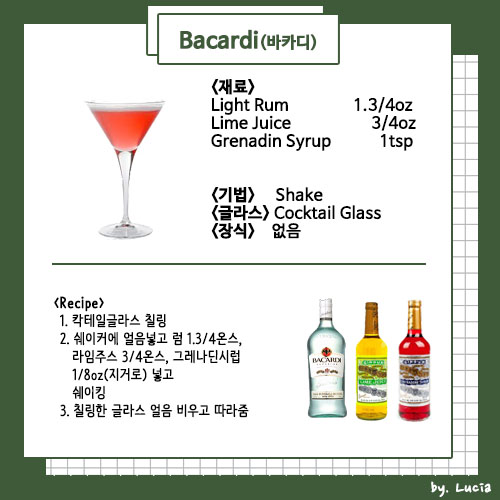 Bacardi(바카디)
<재료>
Light Rum 1.3/4oz
Lime Juice 3/4oz
Grenadin Syrup 1tsp
<기법> Shake
<글라스> Cocktail Glass
<장식> 없음
<Recipe>
1. 칵테일글라스 칠링
2. 쉐이커에 얼음넣고 럼 1.3/4온스,
라임주스 3/4온스, 그레나딘시럽
1/8oz(지거로) 넣고
쉐이킹
3. 칠링한 글라스 얼음 비우고 따라줌
BACARDI
by. Lucia